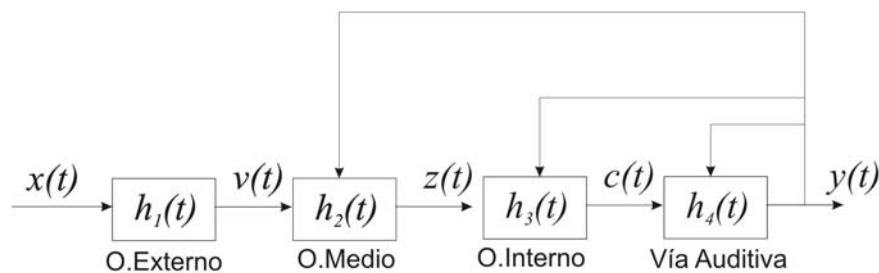 x(t) v(t) z(t) c(t) y(t)
h₁(t) h₂(t) h₃(t) h₄(t)
O.Externo O.Medio O.Interno Vía Auditiva